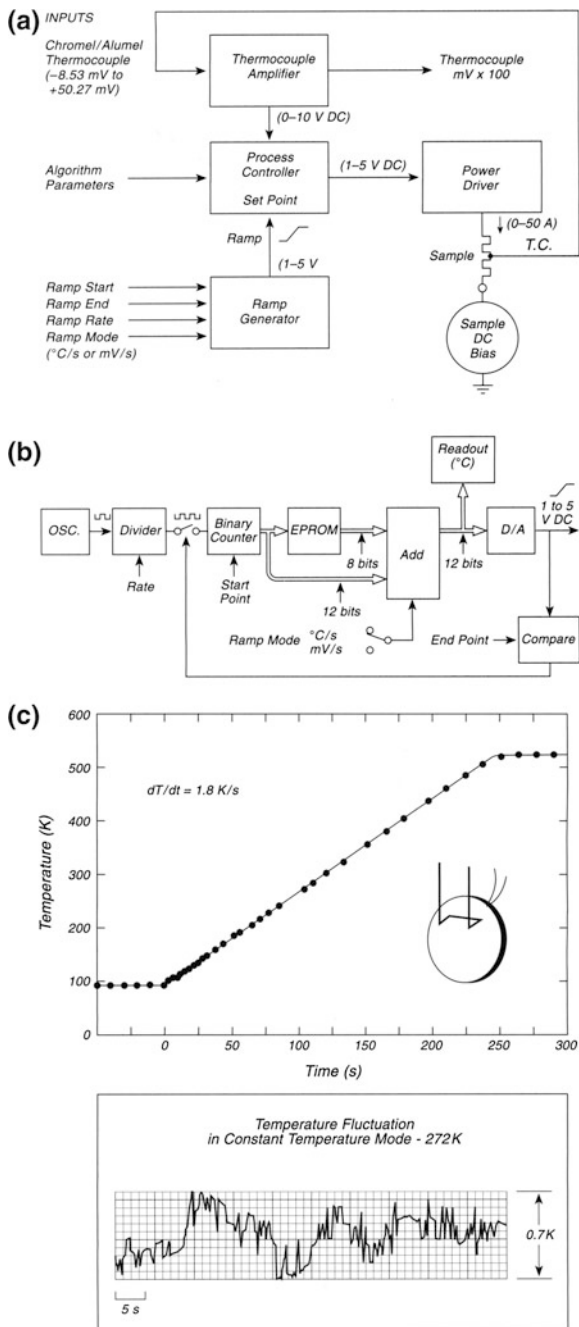 (a)
INPUTS
Chromel/Alumel
Thermocouple
(–8.53 mV to
+50.27 mV)
Thermocouple
Amplifier
Thermocouple
mV x 100
(0–10 V DC)
Algorithm
Parameters
Process
Controller
Set Point
(1–5 V DC)
Power
Driver
(0–50 A)
T.C.
Sample
Ramp
(1–5 V
Ramp Start
Ramp End
Ramp Rate
Ramp Mode
(°C/s or mV/s)
Ramp
Generator
Sample
DC
Bias
(b)
Readout
(°C)
OSC.
Divider
Binary
Counter
EPROM
Add
D/A
1 to 5
V DC
8 bits
12 bits
Rate
Start
Point
12 bits
Ramp Mode
°C/s
mV/s
End Point
Compare
(c)
600
500
400
300
200
100
0
Temperature (K)
dT/dt = 1.8 K/s
0
50
100
150
200
250
300
Time (s)
Temperature Fluctuation
in Constant Temperature Mode - 272K
0.7K
5 s